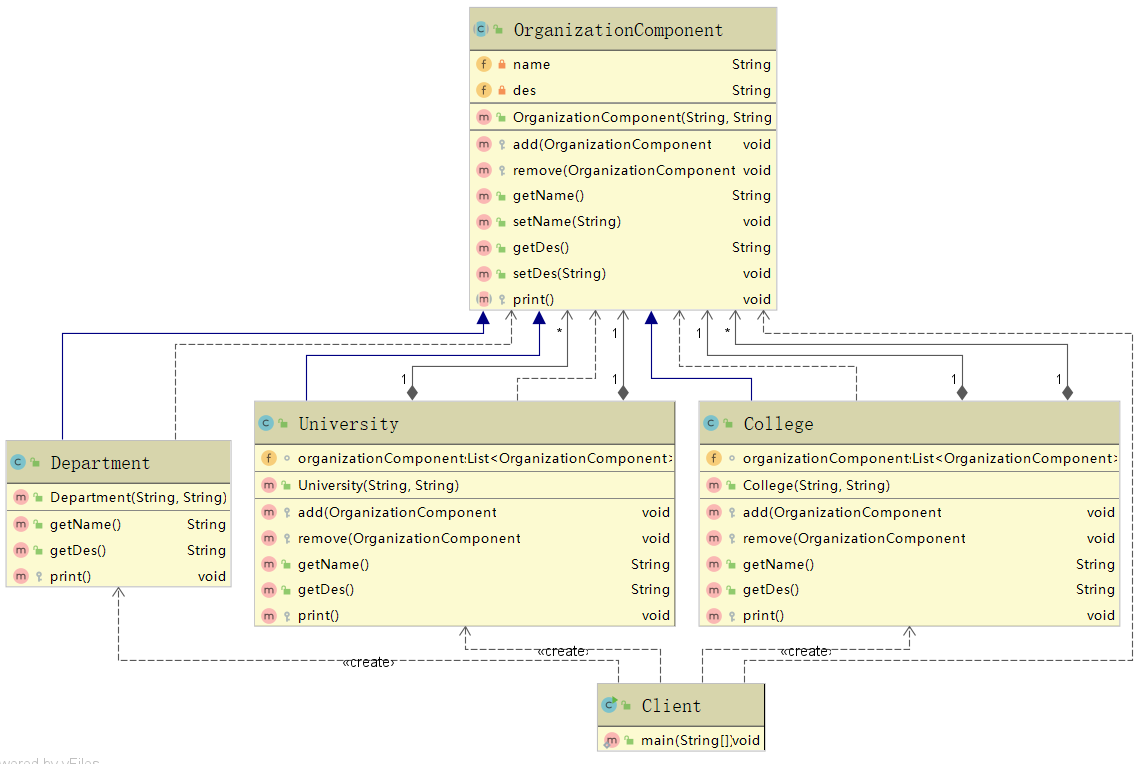 OrganizationComponent
name String
des String
OrganizationComponent(String, String
add(OrganizationComponent void
remove(OrganizationComponent void
getName() String
setName(String) void
getDes() String
setDes(String) void
print() void
* 1 1 *
1 1 1 1
University
organizationComponent:List<OrganizationComponent>
University(String, String)
add(OrganizationComponent void
remove(OrganizationComponent void
getName() String
getDes() String
print() void
College
organizationComponent:List<OrganizationComponent>
College(String, String)
add(OrganizationComponent void
remove(OrganizationComponent void
getName() String
getDes() String
print() void
Department
Department(String, String)
getName() String
getDes() String
print() void
«create»
«create»
«create»
Client
main(String[]) void
wered by yFiles